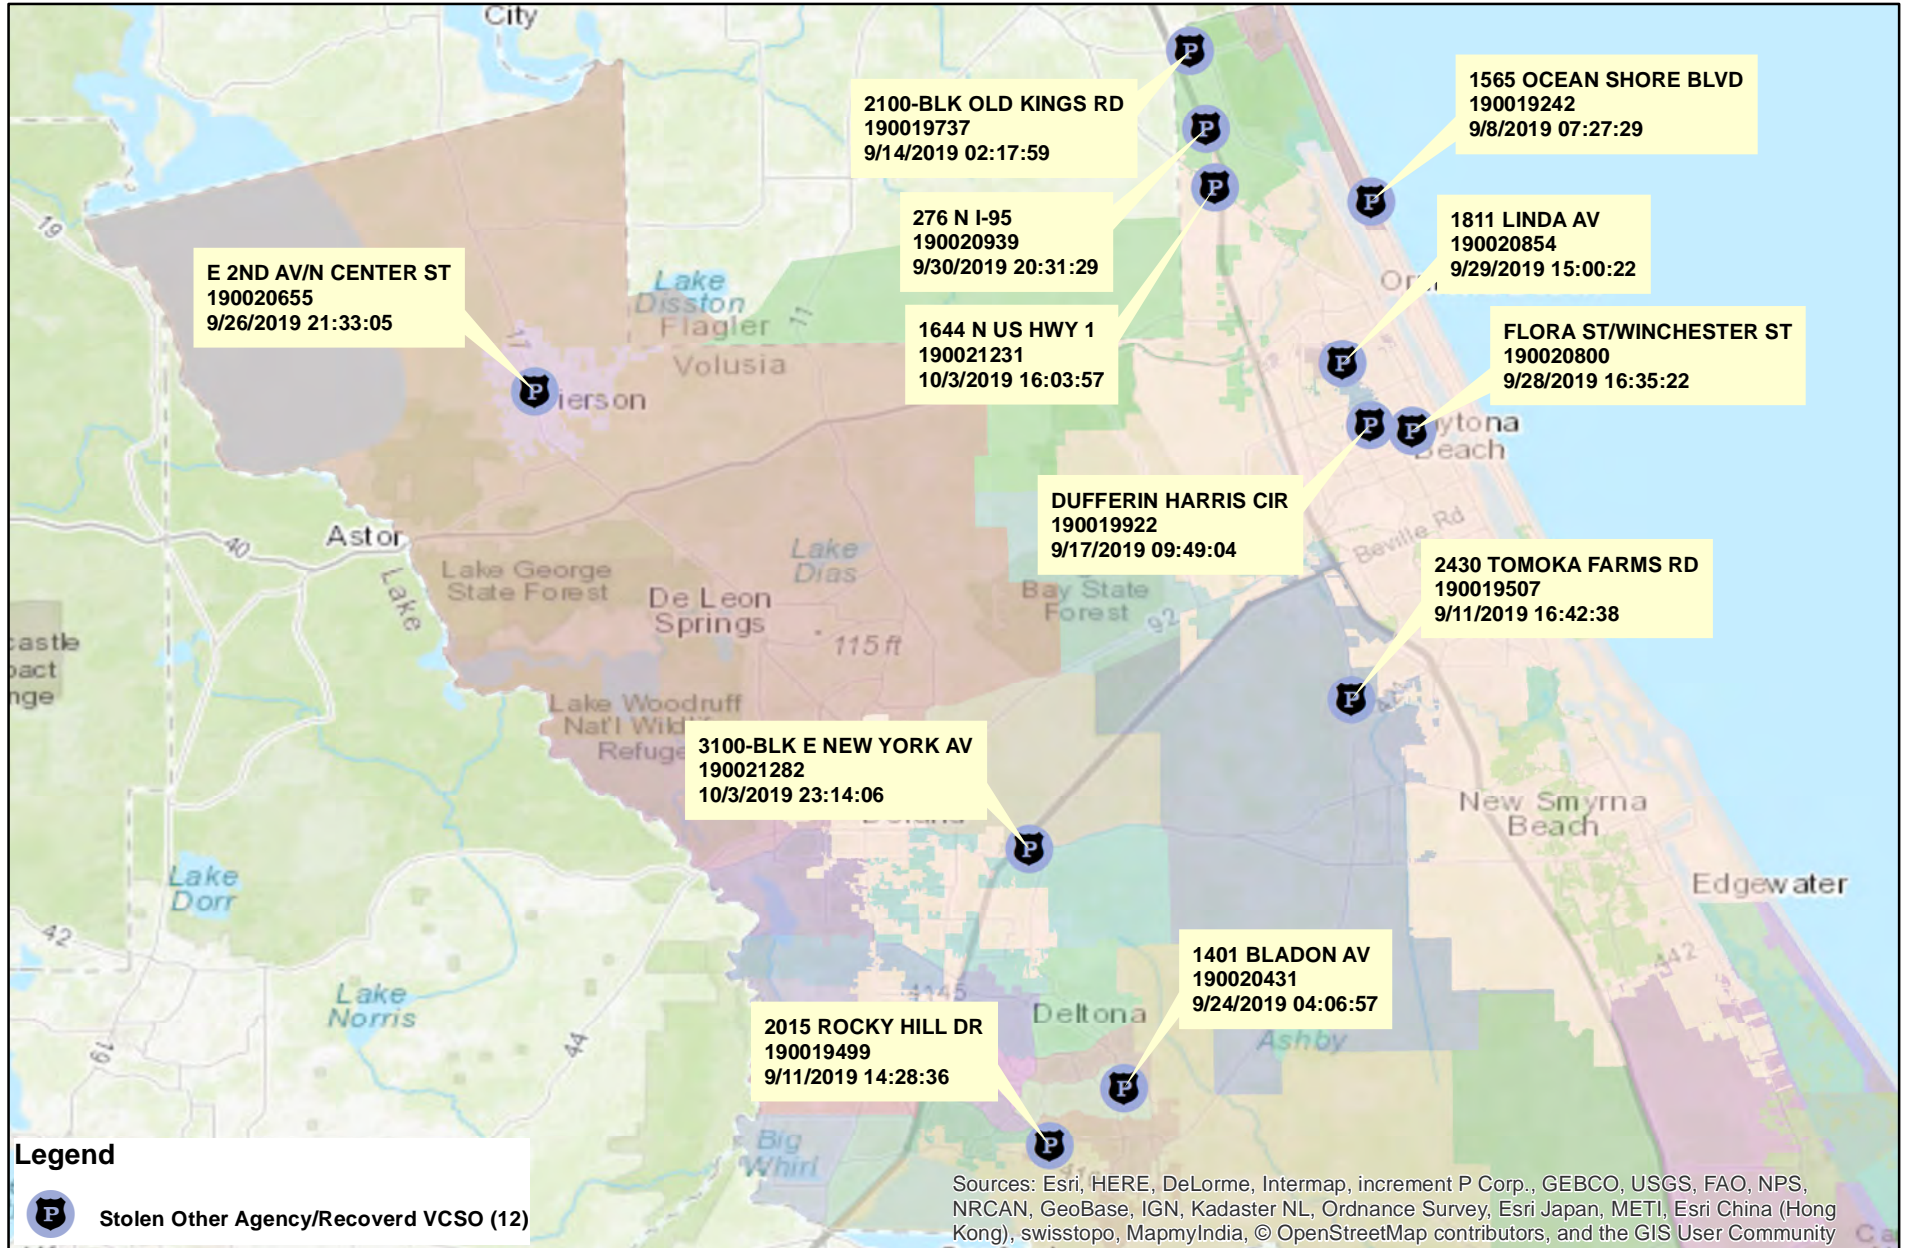 City
2100-BLK OLD KINGS RD
190019737
9/14/2019 02:17:59
1565 OCEAN SHORE BLVD
190019242
9/8/2019 07:27:29
276 N I-95
190020939
9/30/2019 20:31:29
1811 LINDA AV
190020854
9/29/2019 15:00:22
E 2ND AV/N CENTER ST
190020655
9/26/2019 21:33:05
1644 N US HWY 1
190021231
10/3/2019 16:03:57
FLORA ST/WINCHESTER ST
190020800
9/28/2019 16:35:22
19
Lake
Disston
Flagler
11
Volusia
17
ierson
ytona
Beach
DUFFERIN HARRIS CIR
190019922
9/17/2019 09:49:04
Beville Rd
2430 TOMOKA FARMS RD
190019507
9/11/2019 16:42:38
Astor
40
Lake
Lake George
State Forest
Lake
Dias
De Leon
Springs
115 ft
Bay State
Forest
92
castle
pact
nge
Lake Woodruff
Nat'l Wildlif
Refuge
3100-BLK E NEW YORK AV
190021282
10/3/2019 23:14:06
New Smyrna
Beach
Edgewater
Lake
Dorr
42
442
1401 BLADON AV
190020431
9/24/2019 04:06:57
Lake
Norris
44
19
4145
Deltona
Ashby
2015 ROCKY HILL DR
190019499
9/11/2019 14:28:36
Big
Whirl
Legend
P Stolen Other Agency/Recoverd VCSO (12)
Sources: Esri, HERE, DeLorme, Intermap, increment P Corp., GEBCO, USGS, FAO, NPS,
NRCAN, GeoBase, IGN, Kadaster NL, Ordnance Survey, Esri Japan, METI, Esri China (Hong
Kong), swisstopo, MapmyIndia, © OpenStreetMap contributors, and the GIS User Community